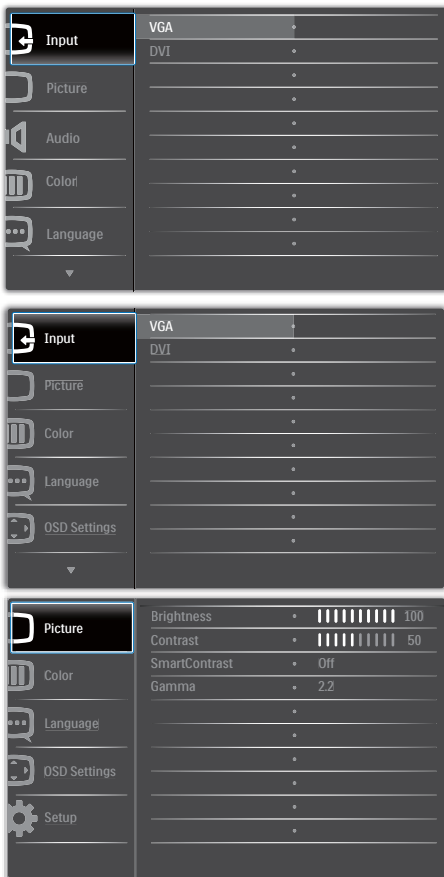 Input
Picture
Audio
Color
Language
VGA
DVI
Input
Picture
Color
Language
OSD Settings
VGA
DVI
Picture
Color
Language
OSD Settings
Setup
Brightness 100
Contrast 50
SmartContrast Off
Gamma 2.2